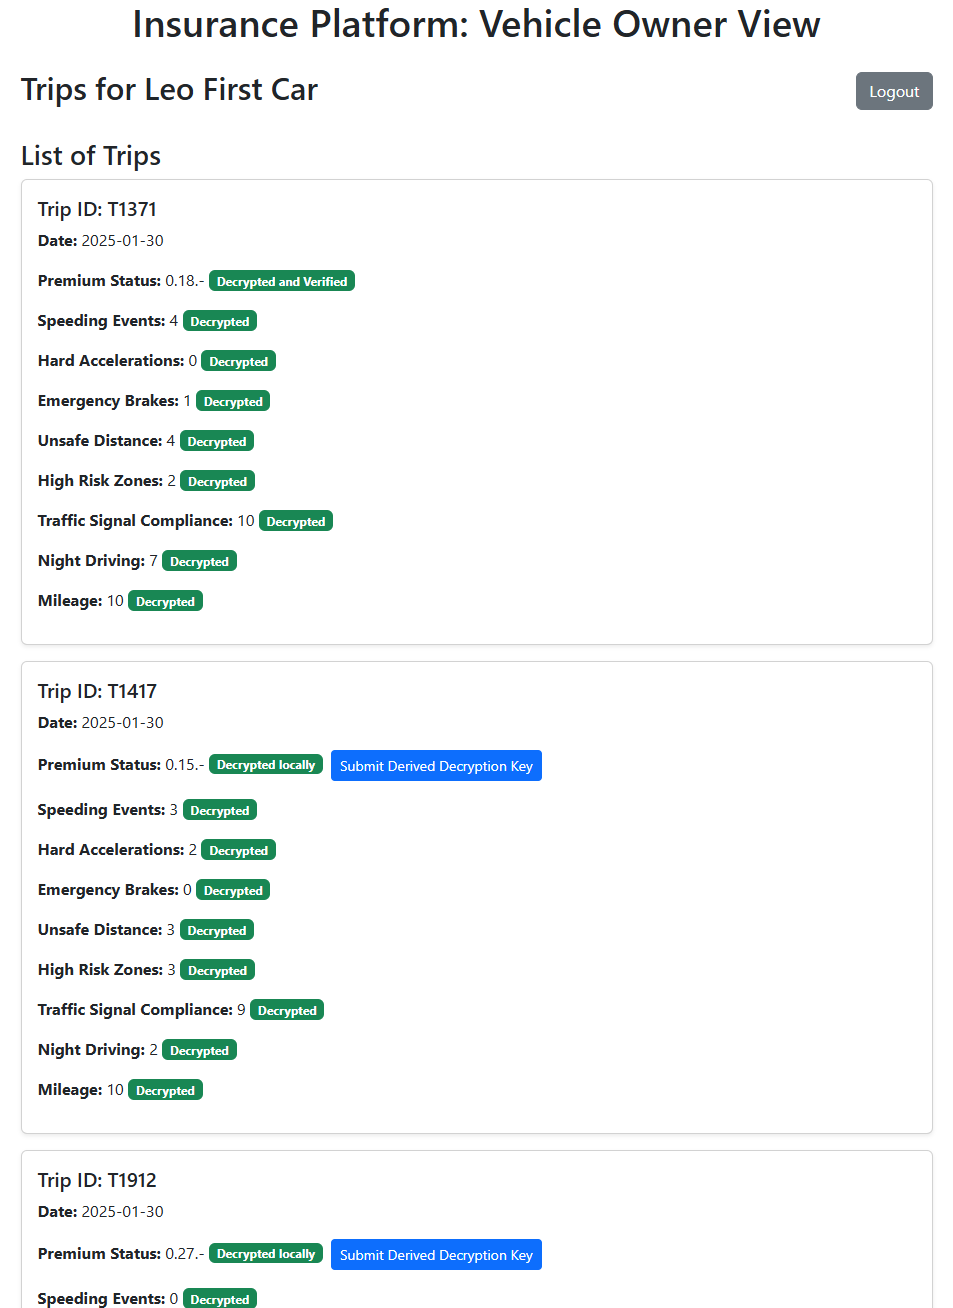 Insurance Platform: Vehicle Owner View
Trips for Leo First Car
Logout
List of Trips
Trip ID: T1371
Date: 2025-01-30
Premium Status: 0.18.- Decrypted and Verified
Speeding Events: 4 Decrypted
Hard Accelerations: 0 Decrypted
Emergency Brakes: 1 Decrypted
Unsafe Distance: 4 Decrypted
High Risk Zones: 2 Decrypted
Traffic Signal Compliance: 10 Decrypted
Night Driving: 7 Decrypted
Mileage: 10 Decrypted
Trip ID: T1417
Date: 2025-01-30
Premium Status: 0.15.- Decrypted locally Submit Derived Decryption Key
Speeding Events: 3 Decrypted
Hard Accelerations: 2 Decrypted
Emergency Brakes: 0 Decrypted
Unsafe Distance: 3 Decrypted
High Risk Zones: 3 Decrypted
Traffic Signal Compliance: 9 Decrypted
Night Driving: 2 Decrypted
Mileage: 10 Decrypted
Trip ID: T1912
Date: 2025-01-30
Premium Status: 0.27.- Decrypted locally Submit Derived Decryption Key
Speeding Events: 0 Decrypted